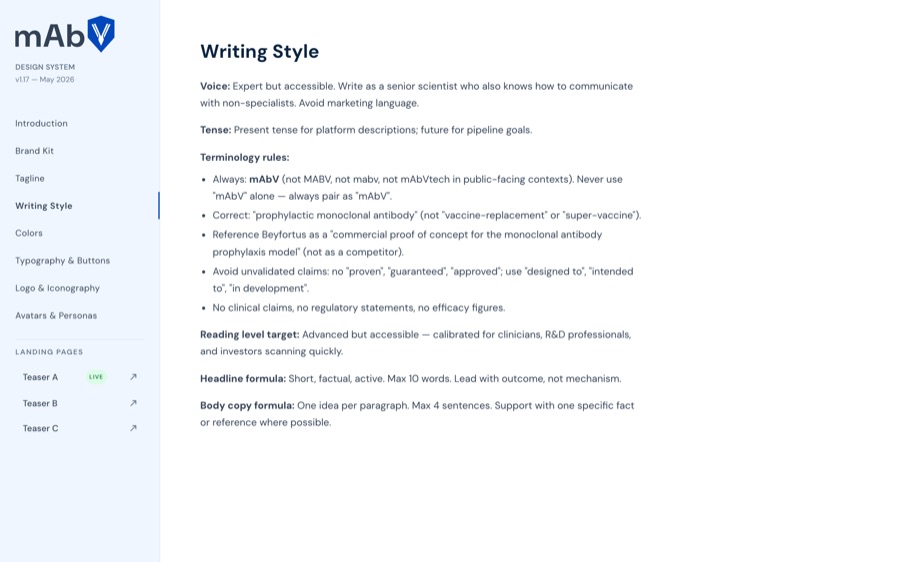 mAbV
DESIGN SYSTEM
v1.17 — May 2026
Introduction
Brand Kit
Tagline
Writing Style
Colors
Typography & Buttons
Logo & Iconography
Avatars & Personas
LANDING PAGES
Teaser A LIVE ↗
Teaser B ↗
Teaser C ↗
Writing Style
Voice: Expert but accessible. Write as a senior scientist who also knows how to communicate
with non-specialists. Avoid marketing language.
Tense: Present tense for platform descriptions; future for pipeline goals.
Terminology rules:
• Always: mAbV (not MABV, not mabv, not mAbVtech in public-facing contexts). Never use
"mAbV" alone — always pair as "mAbV".
• Correct: "prophylactic monoclonal antibody" (not "vaccine-replacement" or "super-vaccine").
• Reference Beyfortus as a "commercial proof of concept for the monoclonal antibody
prophylaxis model" (not as a competitor).
• Avoid unvalidated claims: no "proven", "guaranteed", "approved"; use "designed to", "intended
to", "in development".
• No clinical claims, no regulatory statements, no efficacy figures.
Reading level target: Advanced but accessible — calibrated for clinicians, R&D professionals,
and investors scanning quickly.
Headline formula: Short, factual, active. Max 10 words. Lead with outcome, not mechanism.
Body copy formula: One idea per paragraph. Max 4 sentences. Support with one specific fact
or reference where possible.